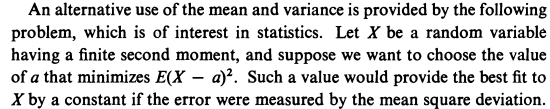 An alternative use of the mean and variance is provided by the following
problem, which is of interest in statistics. Let X be a random variable
having a finite second moment, and suppose we want to choose the value
of a that minimizes E(X − a)². Such a value would provide the best fit to
X by a constant if the error were measured by the mean square deviation.